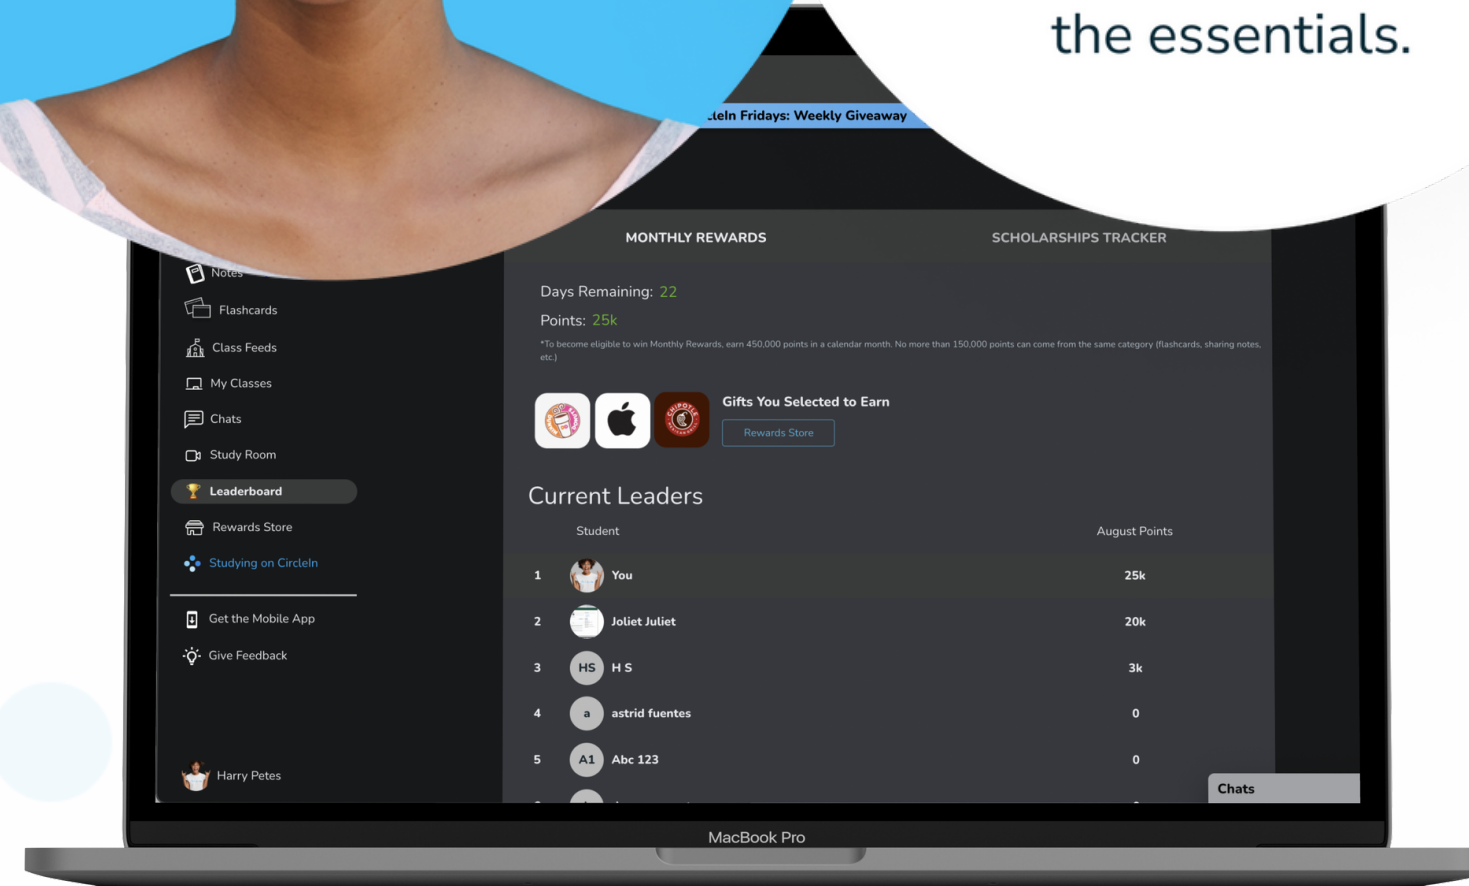 the essentials.
cleIn Fridays: Weekly Giveaway
MONTHLY REWARDS
SCHOLARSHIPS TRACKER
Notes
Flashcards
Class Feeds
My Classes
Chats
Study Room
Leaderboard
Rewards Store
Studying on CircleIn
Get the Mobile App
Give Feedback
Harry Petes
Days Remaining: 22
Points: 25k
*To become eligible to win Monthly Rewards, earn 450,000 points in a calendar month. No more than 150,000 points can come from the same category (flashcards, sharing notes,
etc.)
CHIPOTLE
Gifts You Selected to Earn
Rewards Store
Current Leaders
Student August Points
1 You 25k
2 Joliet Juliet 20k
3 HS H S 3k
4 a astrid fuentes 0
5 A1 Abc 123 0
Chats
MacBook Pro